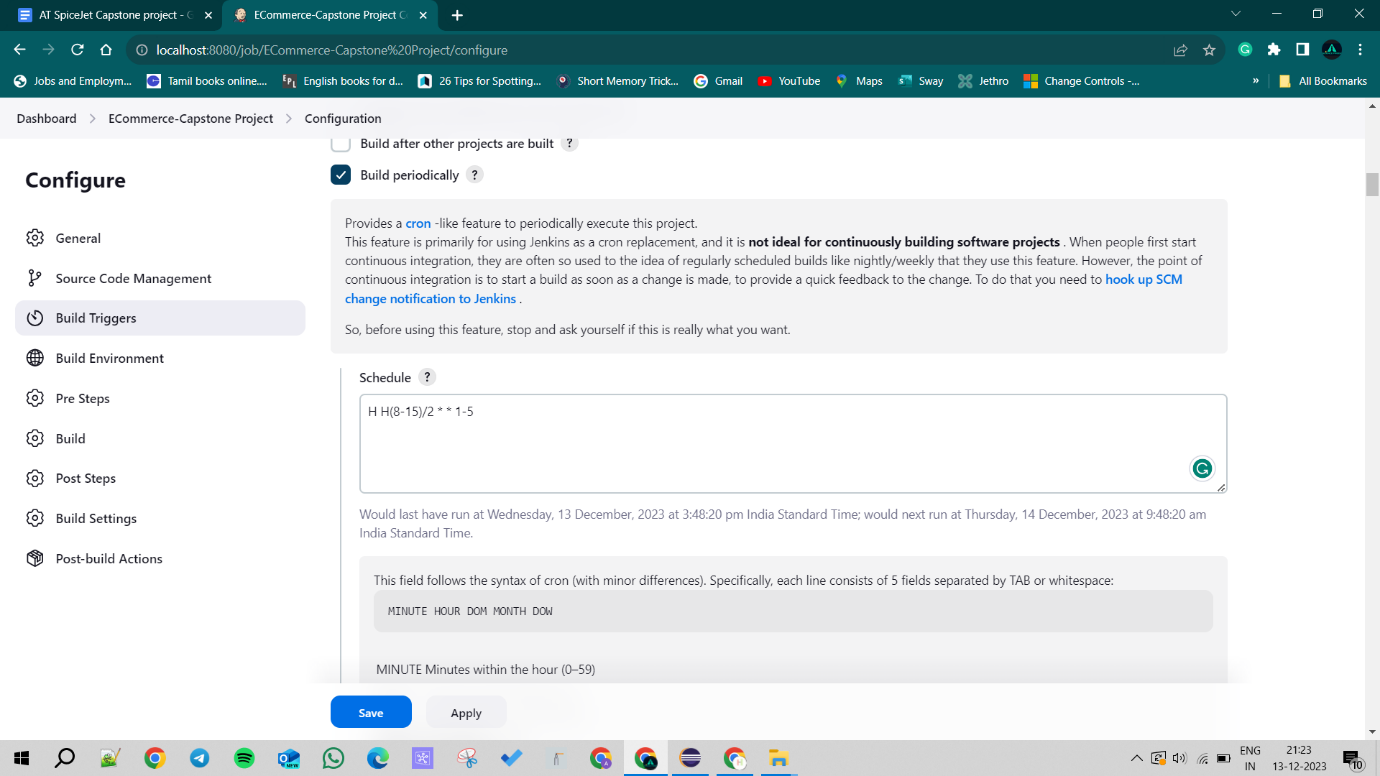 AT SpiceJet Capstone project - G
ECommerce-Capstone Project C
localhost:8080/job/ECommerce-Capstone%20Project/configure
Jobs and Employm...
Tamil books online....
English books for d...
26 Tips for Spotting...
Short Memory Trick...
Gmail
YouTube
Maps
Sway
Jethro
Change Controls -...
»
All Bookmarks
Dashboard > ECommerce-Capstone Project > Configuration
Build after other projects are built ?
Configure
Build periodically ?
General
Source Code Management
Build Triggers
Build Environment
Pre Steps
Build
Post Steps
Build Settings
Post-build Actions
Provides a cron -like feature to periodically execute this project.
This feature is primarily for using Jenkins as a cron replacement, and it is not ideal for continuously building software projects . When people first start
continuous integration, they are often so used to the idea of regularly scheduled builds like nightly/weekly that they use this feature. However, the point of
continuous integration is to start a build as soon as a change is made, to provide a quick feedback to the change. To do that you need to hook up SCM
change notification to Jenkins .
So, before using this feature, stop and ask yourself if this is really what you want.
Schedule ?
H H(8-15)/2 * * 1-5
Would last have run at Wednesday, 13 December, 2023 at 3:48:20 pm India Standard Time; would next run at Thursday, 14 December, 2023 at 9:48:20 am
India Standard Time.
This field follows the syntax of cron (with minor differences). Specifically, each line consists of 5 fields separated by TAB or whitespace:
MINUTE HOUR DOM MONTH DOW
MINUTE Minutes within the hour (0–59)
Save
Apply
ENG
IN
21:23
13-12-2023
10